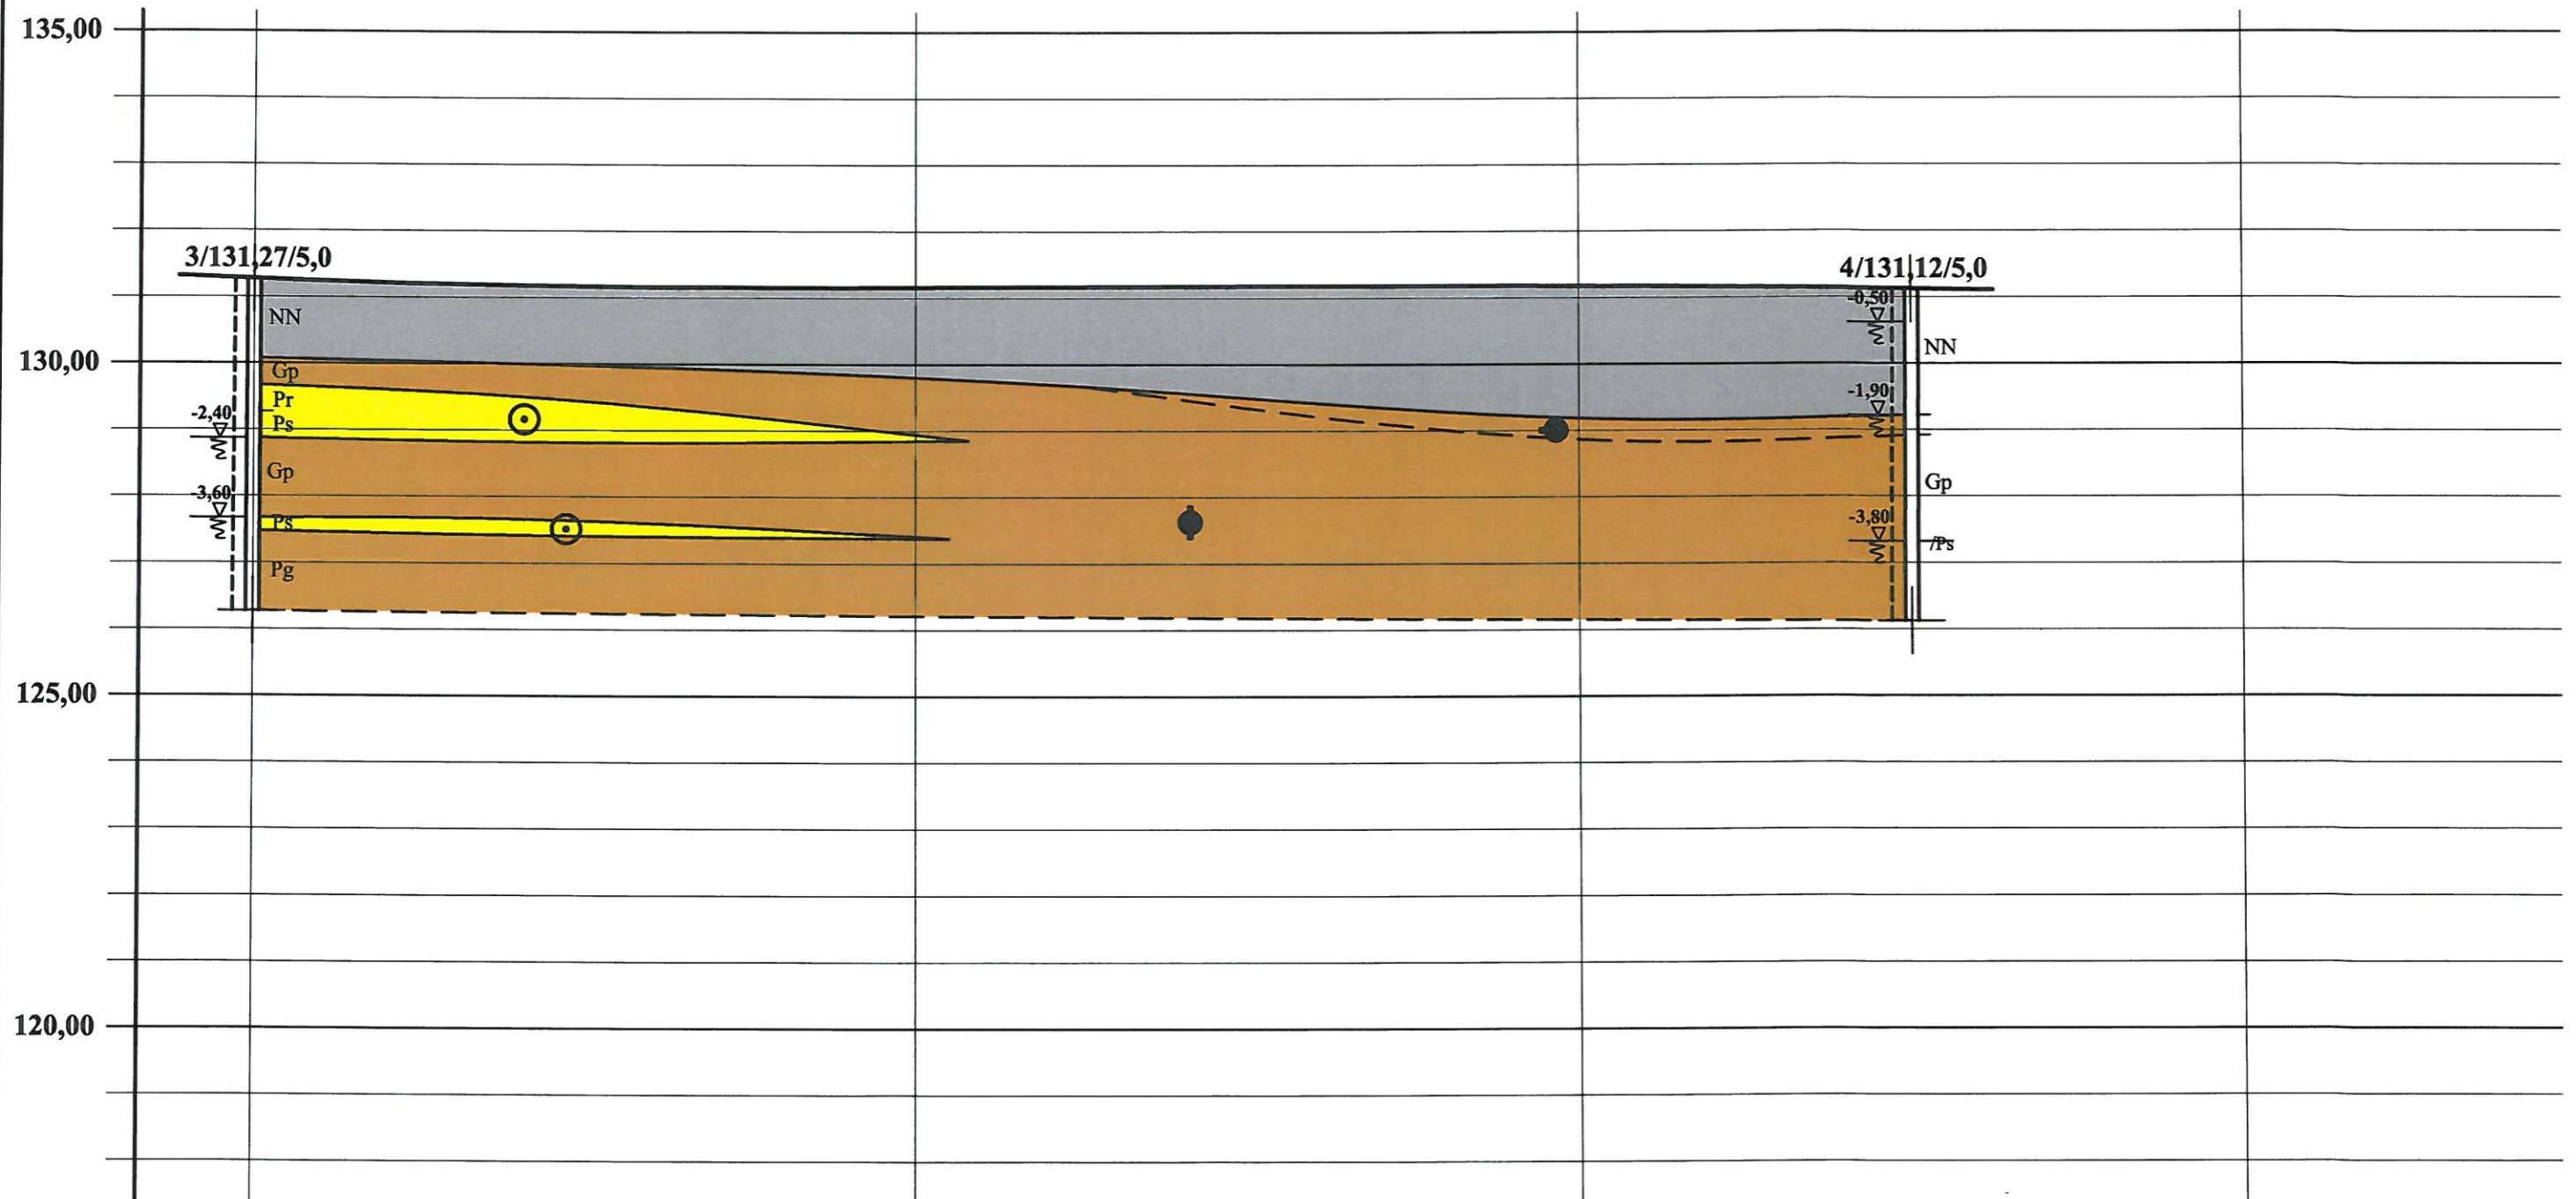 135,00
3/131,27/5,0
4/131,12/5,0
-0,50
NN
NN
130,00
Gp
-1,90
Pr
-2,40
Ps
Gp
Gp
-3,60
-3,80
Ps
/Ps
Pg
125,00
120,00